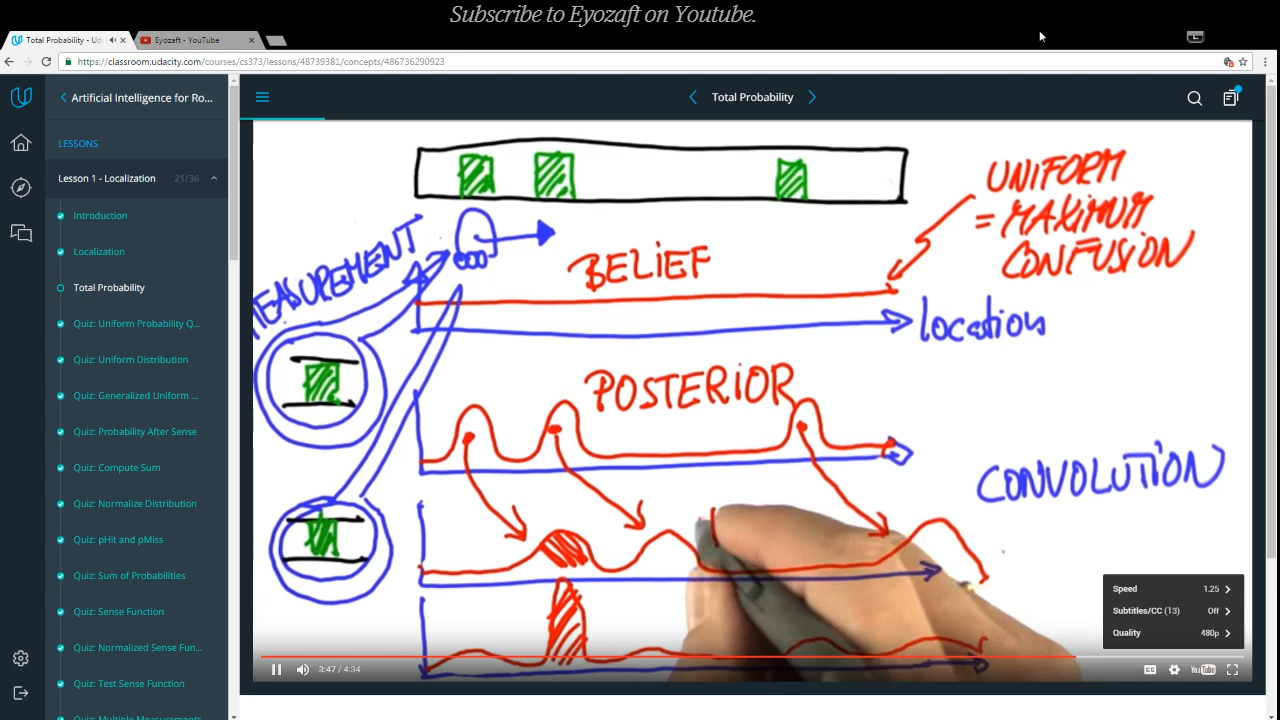 Subscribe to Eyozaft on Youtube.
Total Probability - Uda
Eyozaft - YouTube
https://classroom.udacity.com/courses/cs373/lessons/48739381/concepts/486736290923
Artificial Intelligence for Ro...
Total Probability
LESSONS
Lesson 1 - Localization 21/36
Introduction
Localization
Total Probability
Quiz: Uniform Probability Q...
Quiz: Uniform Distribution
Quiz: Generalized Uniform ...
Quiz: Probability After Sense
Quiz: Compute Sum
Quiz: Normalize Distribution
Quiz: pHit and pMiss
Quiz: Sum of Probabilities
Quiz: Sense Function
Quiz: Normalized Sense Fun...
Quiz: Test Sense Function
Quiz: Multiple Measurements
UNIFORM
= MAXIMUM
CONFUSION
MEASUREMENT
BELIEF
location
POSTERIOR
CONVOLUTION
Speed 1.25
Subtitles/CC (13) Off
Quality 480p
3:47 / 4:34
CC
YouTube